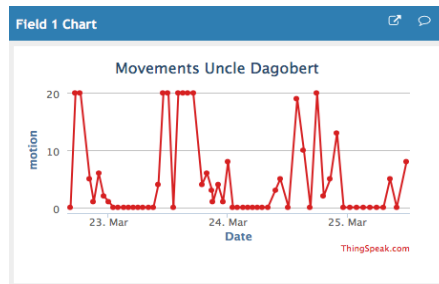 Field 1 Chart
Movements Uncle Dagobert
motion
20
10
0
23. Mar
24. Mar
25. Mar
Date
ThingSpeak.com